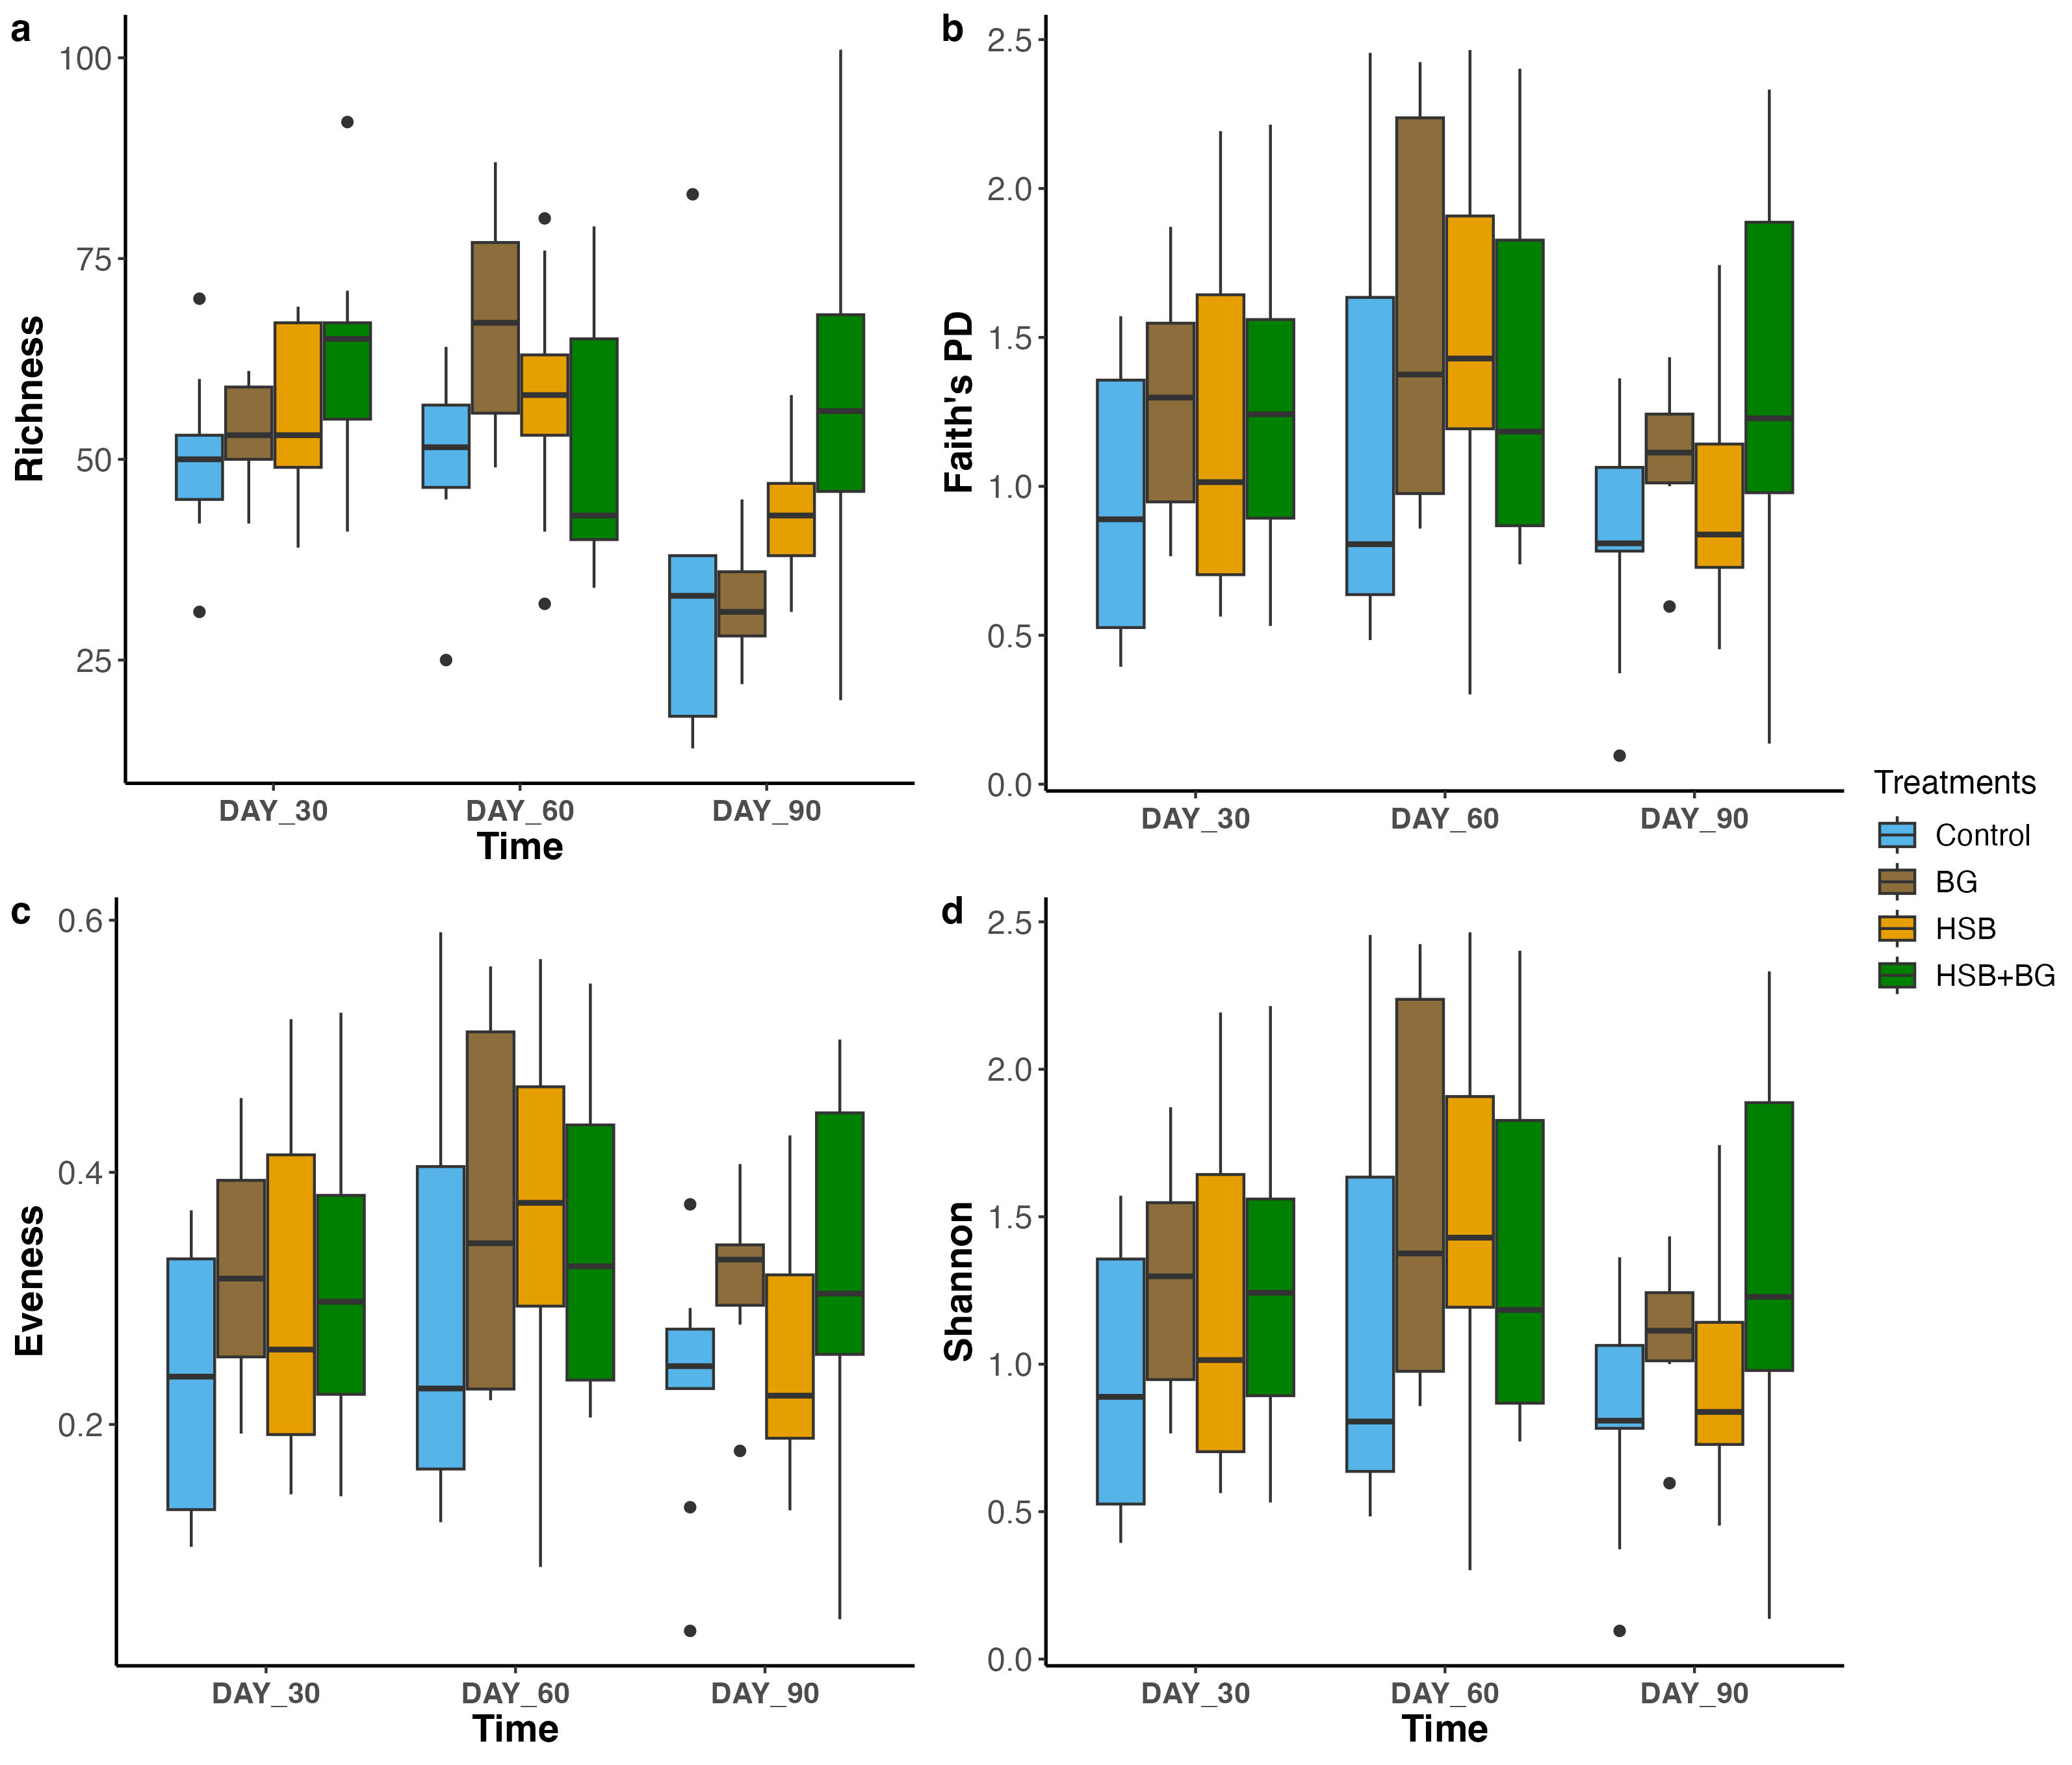 a
Richness
100
75
50
25
DAY_30 DAY_60 DAY_90
Time
b
Faith's PD
2.5
2.0
1.5
1.0
0.5
0.0
DAY_30 DAY_60 DAY_90
Treatments
Control
BG
HSB
HSB+BG
c
Eveness
0.6
0.4
0.2
DAY_30 DAY_60 DAY_90
Time
d
Shannon
2.5
2.0
1.5
1.0
0.5
0.0
DAY_30 DAY_60 DAY_90
Time